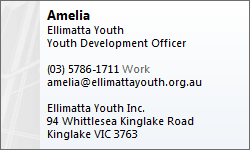 Amelia
Ellimatta Youth
Youth Development Officer
(03) 5786-1711 Work
amelia@ellimattayouth.org.au
Ellimatta Youth Inc.
94 Whittlesea Kinglake Road
Kinglake VIC 3763